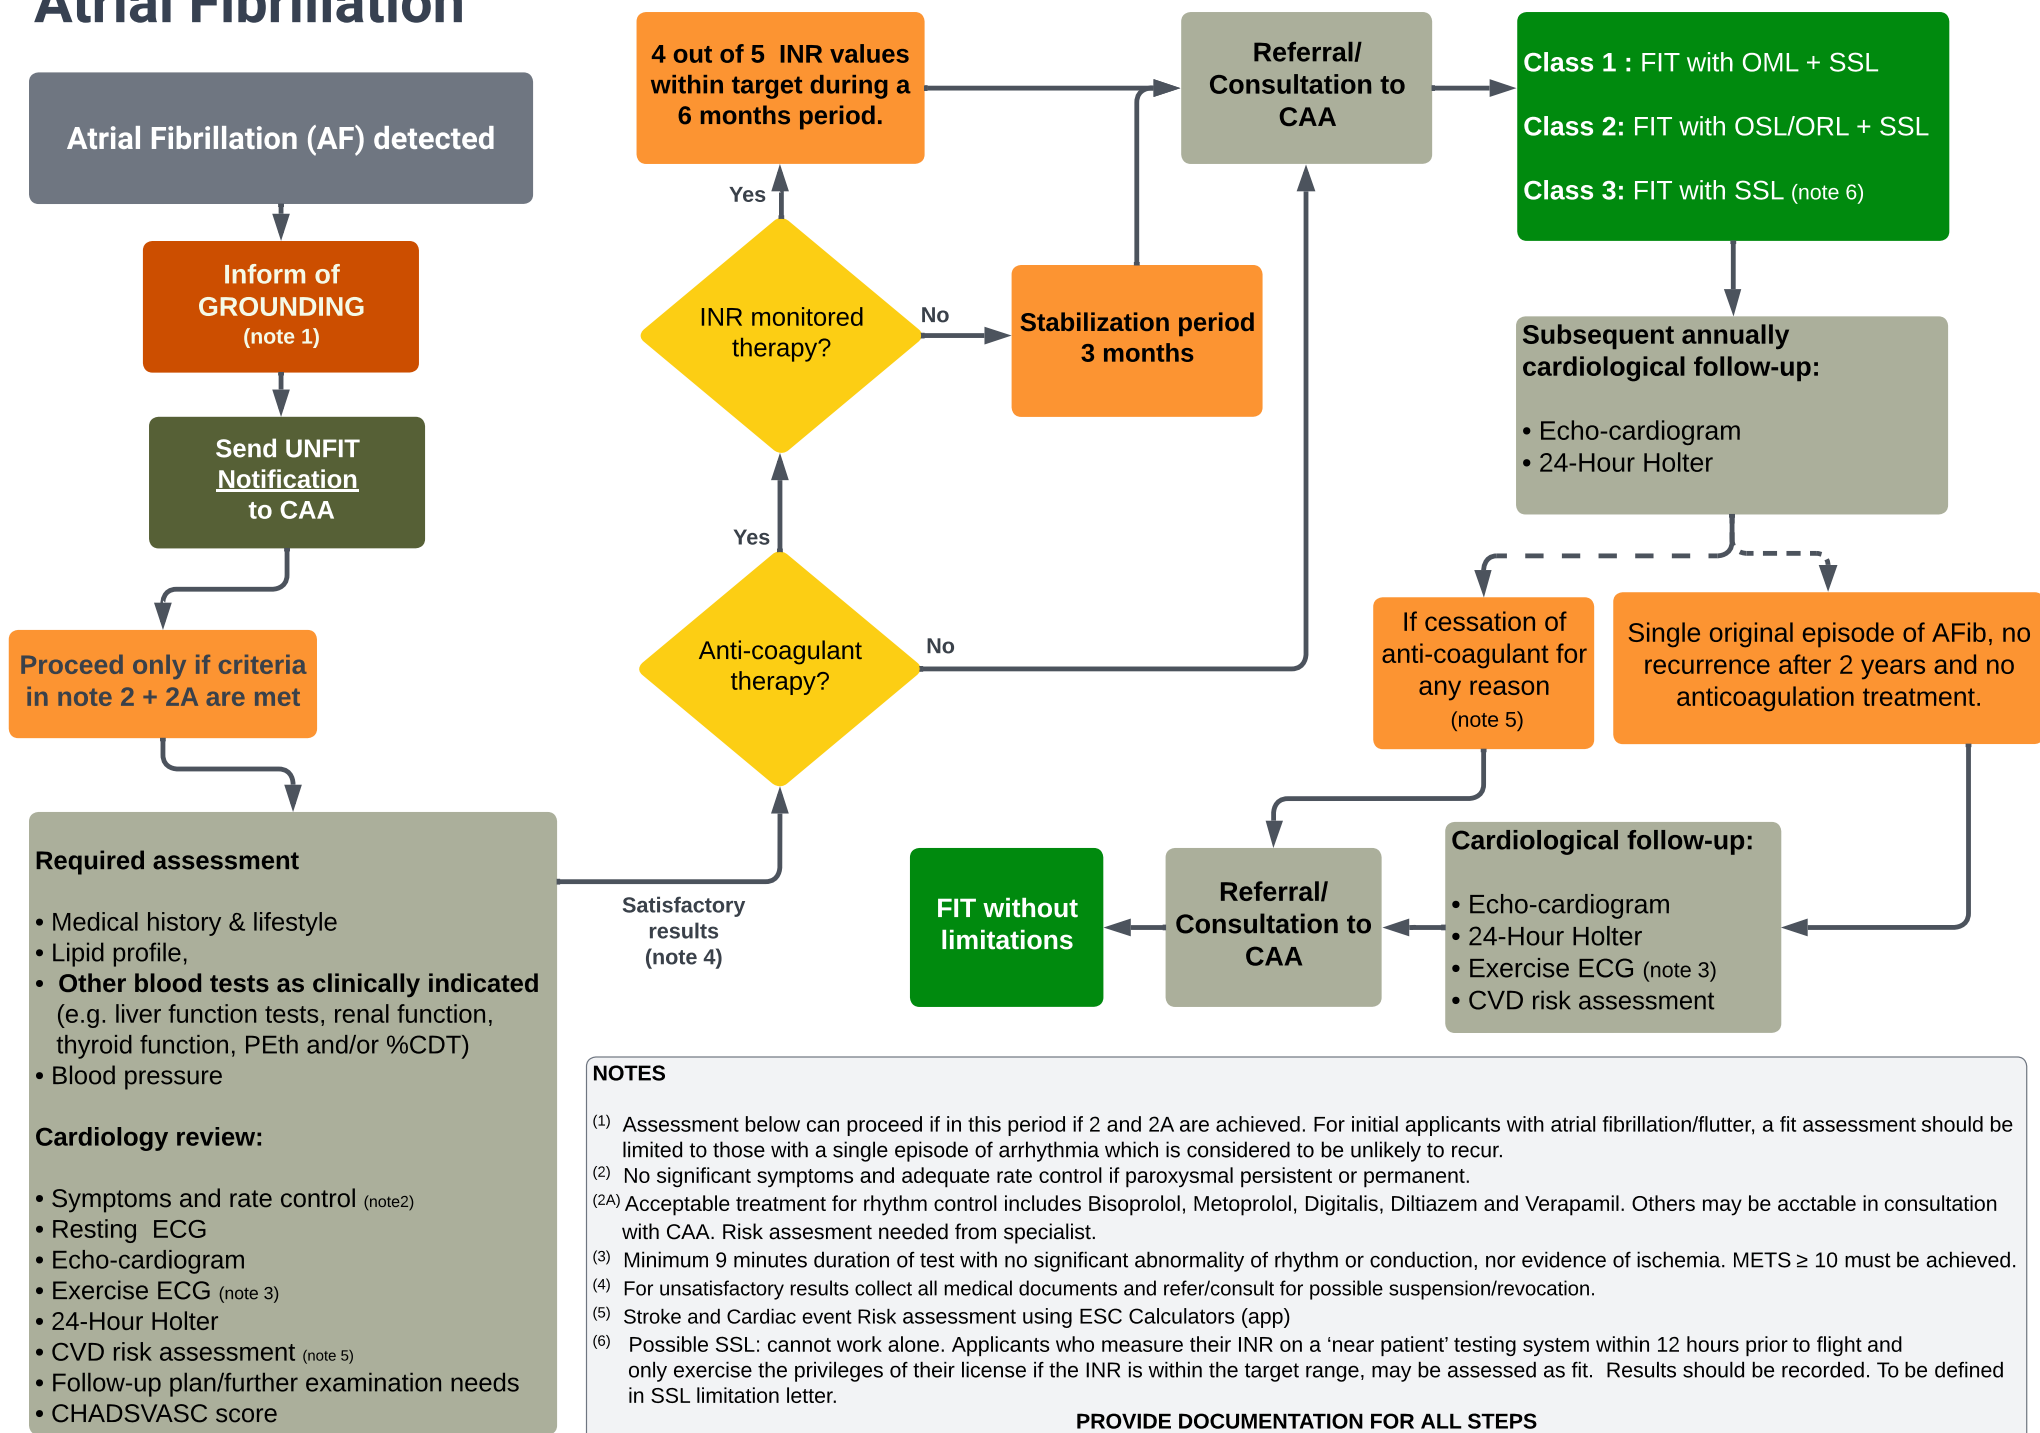 Atrial Fibrillation
Atrial Fibrillation (AF) detected
Inform of
GROUNDING
(note 1)
Send UNFIT
Notification
to CAA
Proceed only if criteria
in note 2 + 2A are met
Required assessment
• Medical history & lifestyle
• Lipid profile,
• Other blood tests as clinically indicated
(e.g. liver function tests, renal function,
thyroid function, PEth and/or %CDT)
• Blood pressure
Cardiology review:
• Symptoms and rate control (note2)
• Resting ECG
• Echo-cardiogram
• Exercise ECG (note 3)
• 24-Hour Holter
• CVD risk assessment (note 5)
• Follow-up plan/further examination needs
• CHADSVASC score
Satisfactory
results
(note 4)
Anti-coagulant
therapy?
Yes
No
INR monitored
therapy?
Yes
No
4 out of 5 INR values
within target during a
6 months period.
Stabilization period
3 months
Referral/
Consultation to
CAA
Class 1 : FIT with OML + SSL
Class 2: FIT with OSL/ORL + SSL
Class 3: FIT with SSL (note 6)
Subsequent annually
cardiological follow-up:
• Echo-cardiogram
• 24-Hour Holter
If cessation of
anti-coagulant for
any reason
(note 5)
Single original episode of AFib, no
recurrence after 2 years and no
anticoagulation treatment.
Cardiological follow-up:
• Echo-cardiogram
• 24-Hour Holter
• Exercise ECG (note 3)
• CVD risk assessment
Referral/
Consultation to
CAA
FIT without
limitations
NOTES
(1) Assessment below can proceed if in this period if 2 and 2A are achieved. For initial applicants with atrial fibrillation/flutter, a fit assessment should be
limited to those with a single episode of arrhythmia which is considered to be unlikely to recur.
(2) No significant symptoms and adequate rate control if paroxysmal persistent or permanent.
(2A) Acceptable treatment for rhythm control includes Bisoprolol, Metoprolol, Digitalis, Diltiazem and Verapamil. Others may be acctable in consultation
with CAA. Risk assesment needed from specialist.
(3) Minimum 9 minutes duration of test with no significant abnormality of rhythm or conduction, nor evidence of ischemia. METS ≥ 10 must be achieved.
(4) For unsatisfactory results collect all medical documents and refer/consult for possible suspension/revocation.
(5) Stroke and Cardiac event Risk assessment using ESC Calculators (app)
(6) Possible SSL: cannot work alone. Applicants who measure their INR on a ‘near patient’ testing system within 12 hours prior to flight and
only exercise the privileges of their license if the INR is within the target range, may be assessed as fit. Results should be recorded. To be defined
in SSL limitation letter.
PROVIDE DOCUMENTATION FOR ALL STEPS